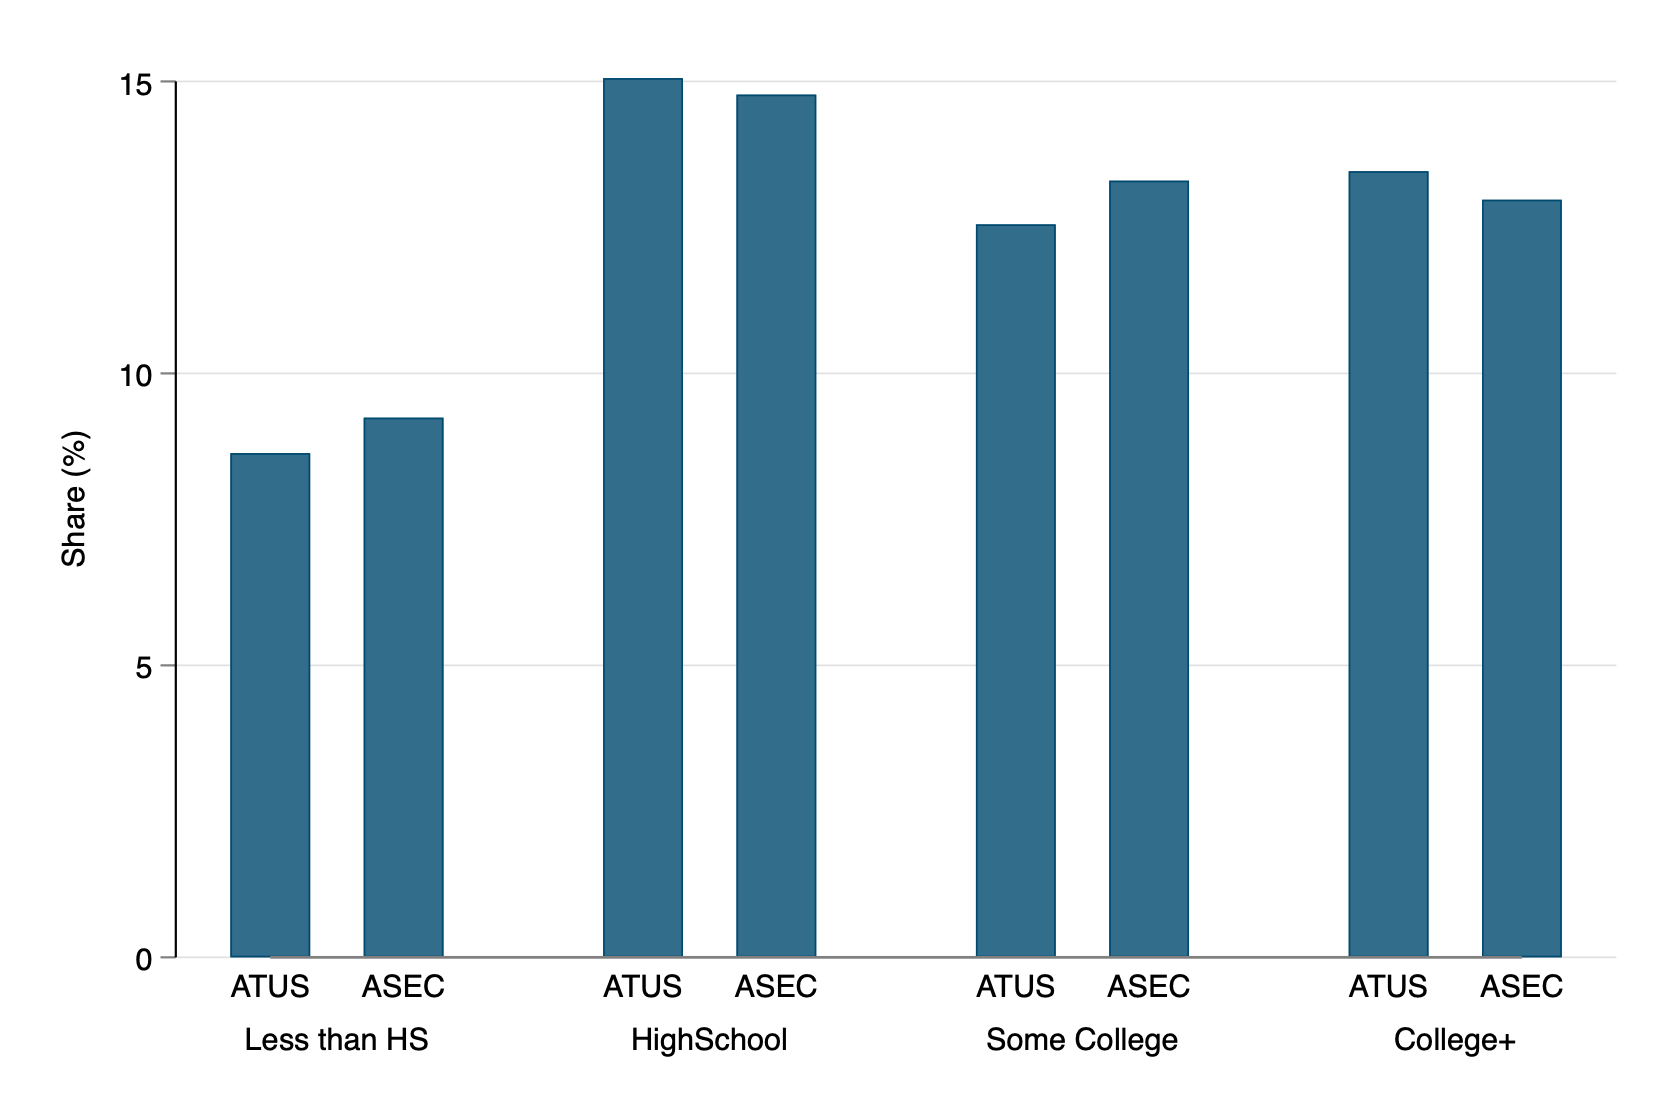 15
10
5
0
Share (%)
ATUS ASEC ATUS ASEC ATUS ASEC ATUS ASEC
Less than HS HighSchool Some College College+